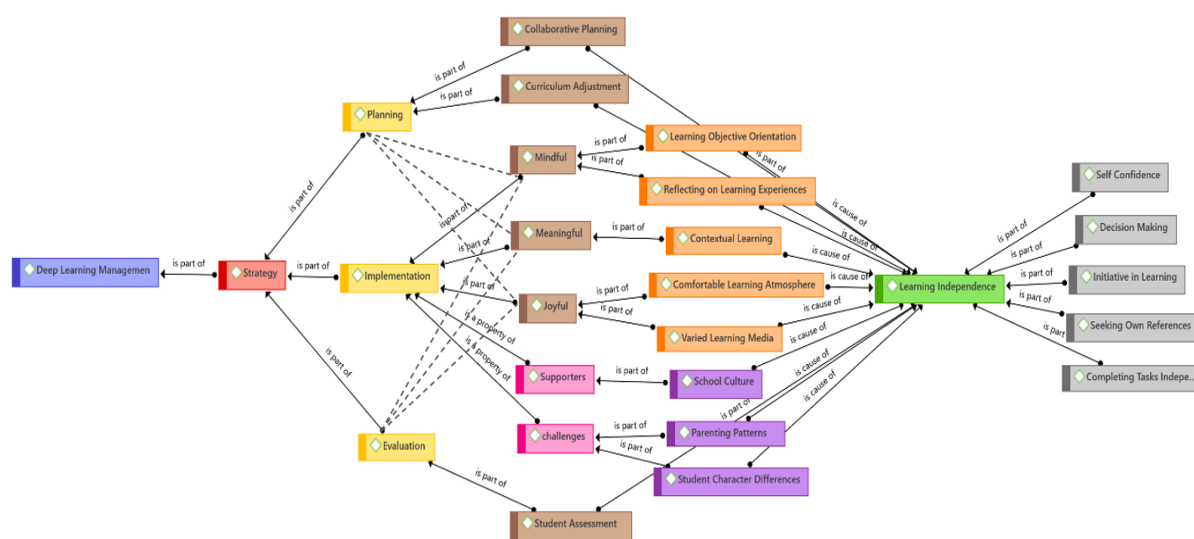 Collaborative Planning
is part of
Curriculum Adjustment
is part of
Planning
Learning Objective Orientation
is part of
is part of
Mindful
is part of
Reflecting on Learning Experiences
Self Confidence
is part of
is part of
is cause of
Decision Making
is part of
Meaningful
is part of
Contextual Learning
is cause of
is part of
is part of
is cause of
Deep Learning Managemen
is part of
Strategy
is part of
Implementation
is part of
Comfortable Learning Atmosphere
is cause of
Learning Independence
is part of
Initiative in Learning
Joyful
is part of
is part of
Varied Learning Media
is cause of
is part of
Seeking Own References
is a property of
is cause of
is part
Supporters
is part of
School Culture
is cause of
Completing Tasks Indepe...
is a property of
is part of
is cause of
is part of
challenges
is part of
Parenting Patterns
Evaluation
is part of
Student Character Differences
is part of
Student Assessment